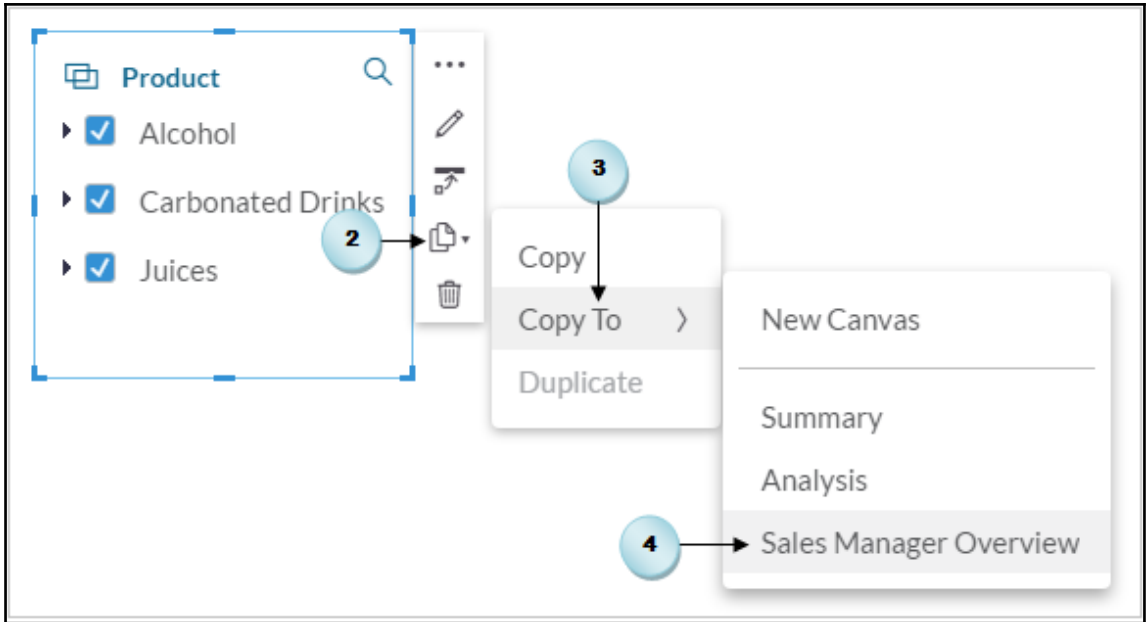 Product
Alcohol
Carbonated Drinks
Juices
2
3
Copy
Copy To
Duplicate
New Canvas
Summary
Analysis
4
Sales Manager Overview